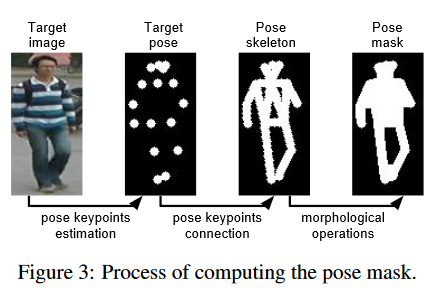 Target image
Target pose
Pose skeleton
Pose mask
pose keypoints estimation
pose keypoints connection
morphological operations
Figure 3: Process of computing the pose mask.